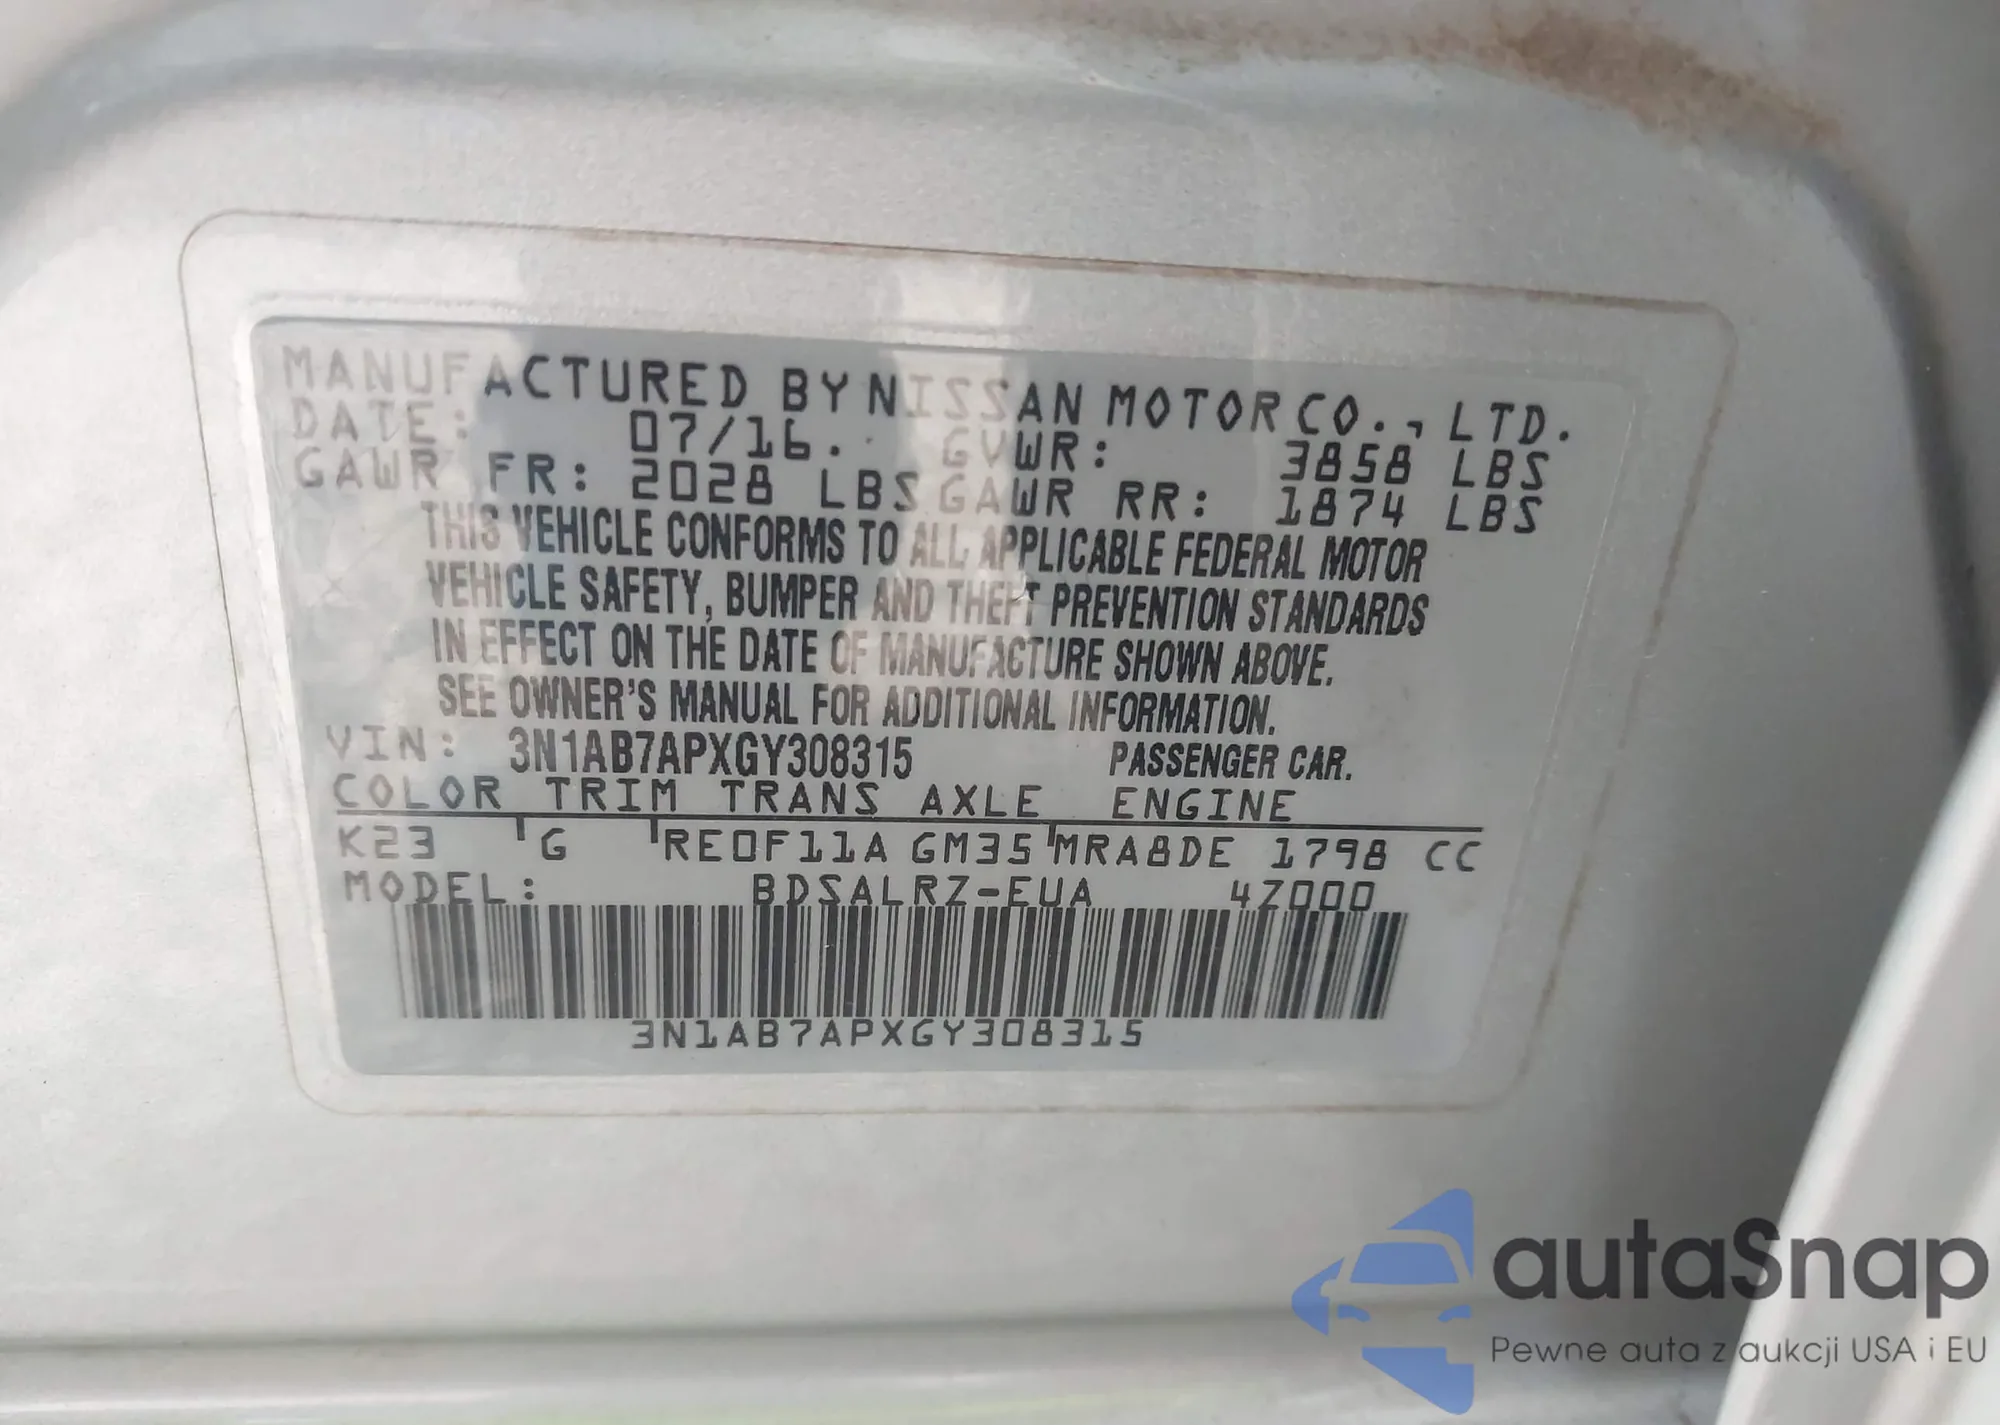 MANUFACTURED BY NISSAN MOTOR CO., LTD.
DATE: 07/16. GVWR: 3858 LBS
GAWR FR: 2028 LBS GAWR RR: 1874 LBS
THIS VEHICLE CONFORMS TO ALL APPLICABLE FEDERAL MOTOR
VEHICLE SAFETY, BUMPER AND THEFT PREVENTION STANDARDS
IN EFFECT ON THE DATE OF MANUFACTURE SHOWN ABOVE.
SEE OWNER'S MANUAL FOR ADDITIONAL INFORMATION.
VIN: 3N1AB7APXGY308315 PASSENGER CAR.
COLOR TRIM TRANS AXLE ENGINE
K23 G RE0F11A GM35 MRA8DE 1798 CC
MODEL: BDSALRZ-EUA 4Z000
3N1AB7APXGY308315
autaSnap
Pewne auta z aukcji USA i EU